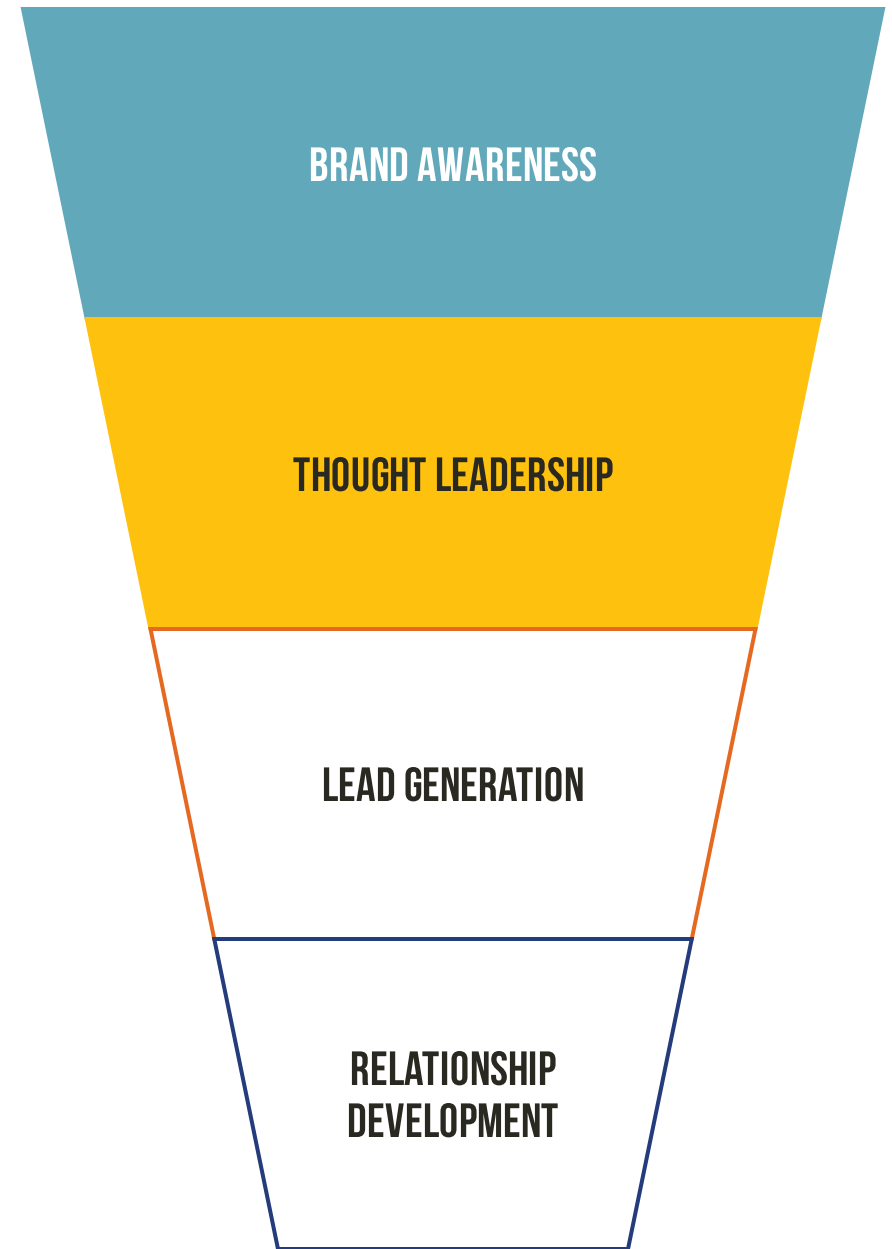 BRAND AWARENESS
THOUGHT LEADERSHIP
LEAD GENERATION
RELATIONSHIP
DEVELOPMENT